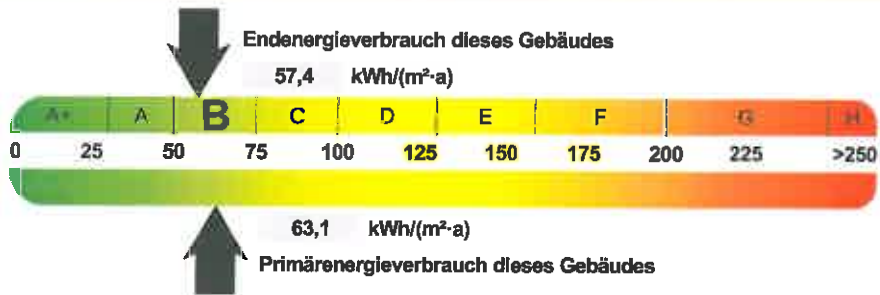 Endenergieverbrauch dieses Gebäudes
57,4 kWh/(m²·a)
A+ A B C D E F G H
0 25 50 75 100 125 150 175 200 225 >250
63,1 kWh/(m²·a)
Primärenergieverbrauch dieses Gebäudes